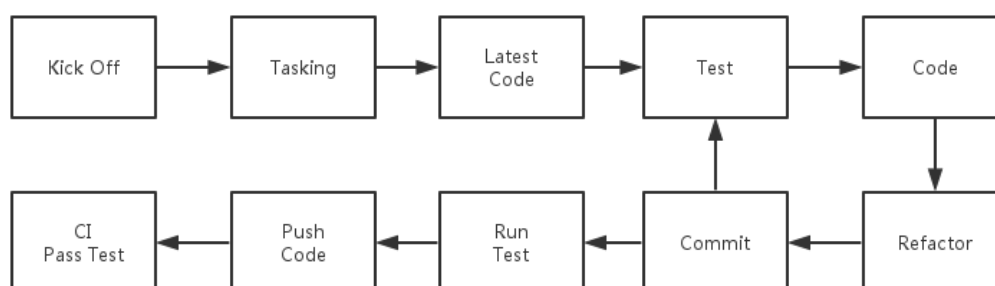 Kick Off
Tasking
Latest
Code
Test
Code
CI
Pass Test
Push
Code
Run
Test
Commit
Refactor